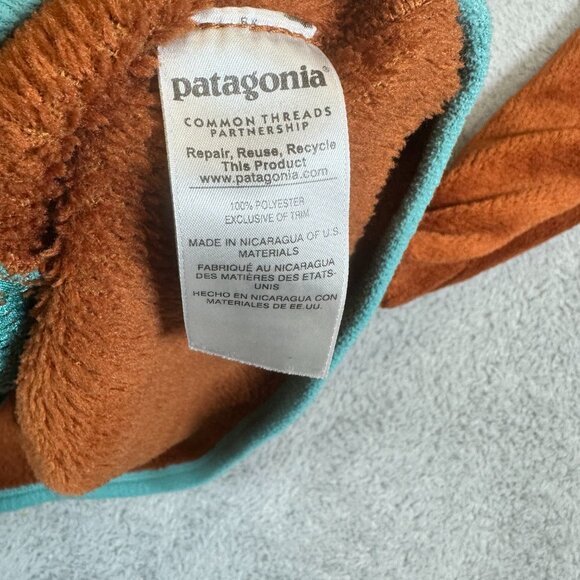 patagonia®
COMMON THREADS
PARTNERSHIP
Repair, Reuse, Recycle
This Product
www.patagonia.com
100% POLYESTER
EXCLUSIVE OF TRIM
MADE IN NICARAGUA OF U.S.
MATERIALS
FABRIQUÉ AU NICARAGUA
DES MATIÈRES DES ETATS-
UNIS
HECHO EN NICARAGUA CON
MATERIALES DE EE.UU.